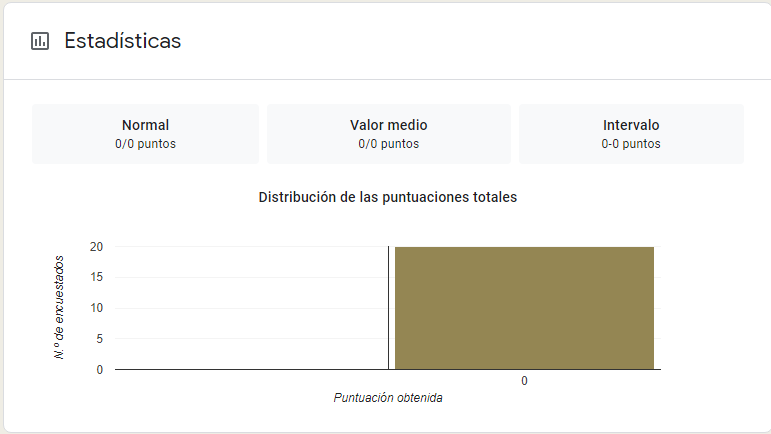 Estadísticas
Normal
0/0 puntos
Valor medio
0/0 puntos
Intervalo
0-0 puntos
Distribución de las puntuaciones totales
N.º de encuestados
20
15
10
5
0
0
Puntuación obtenida